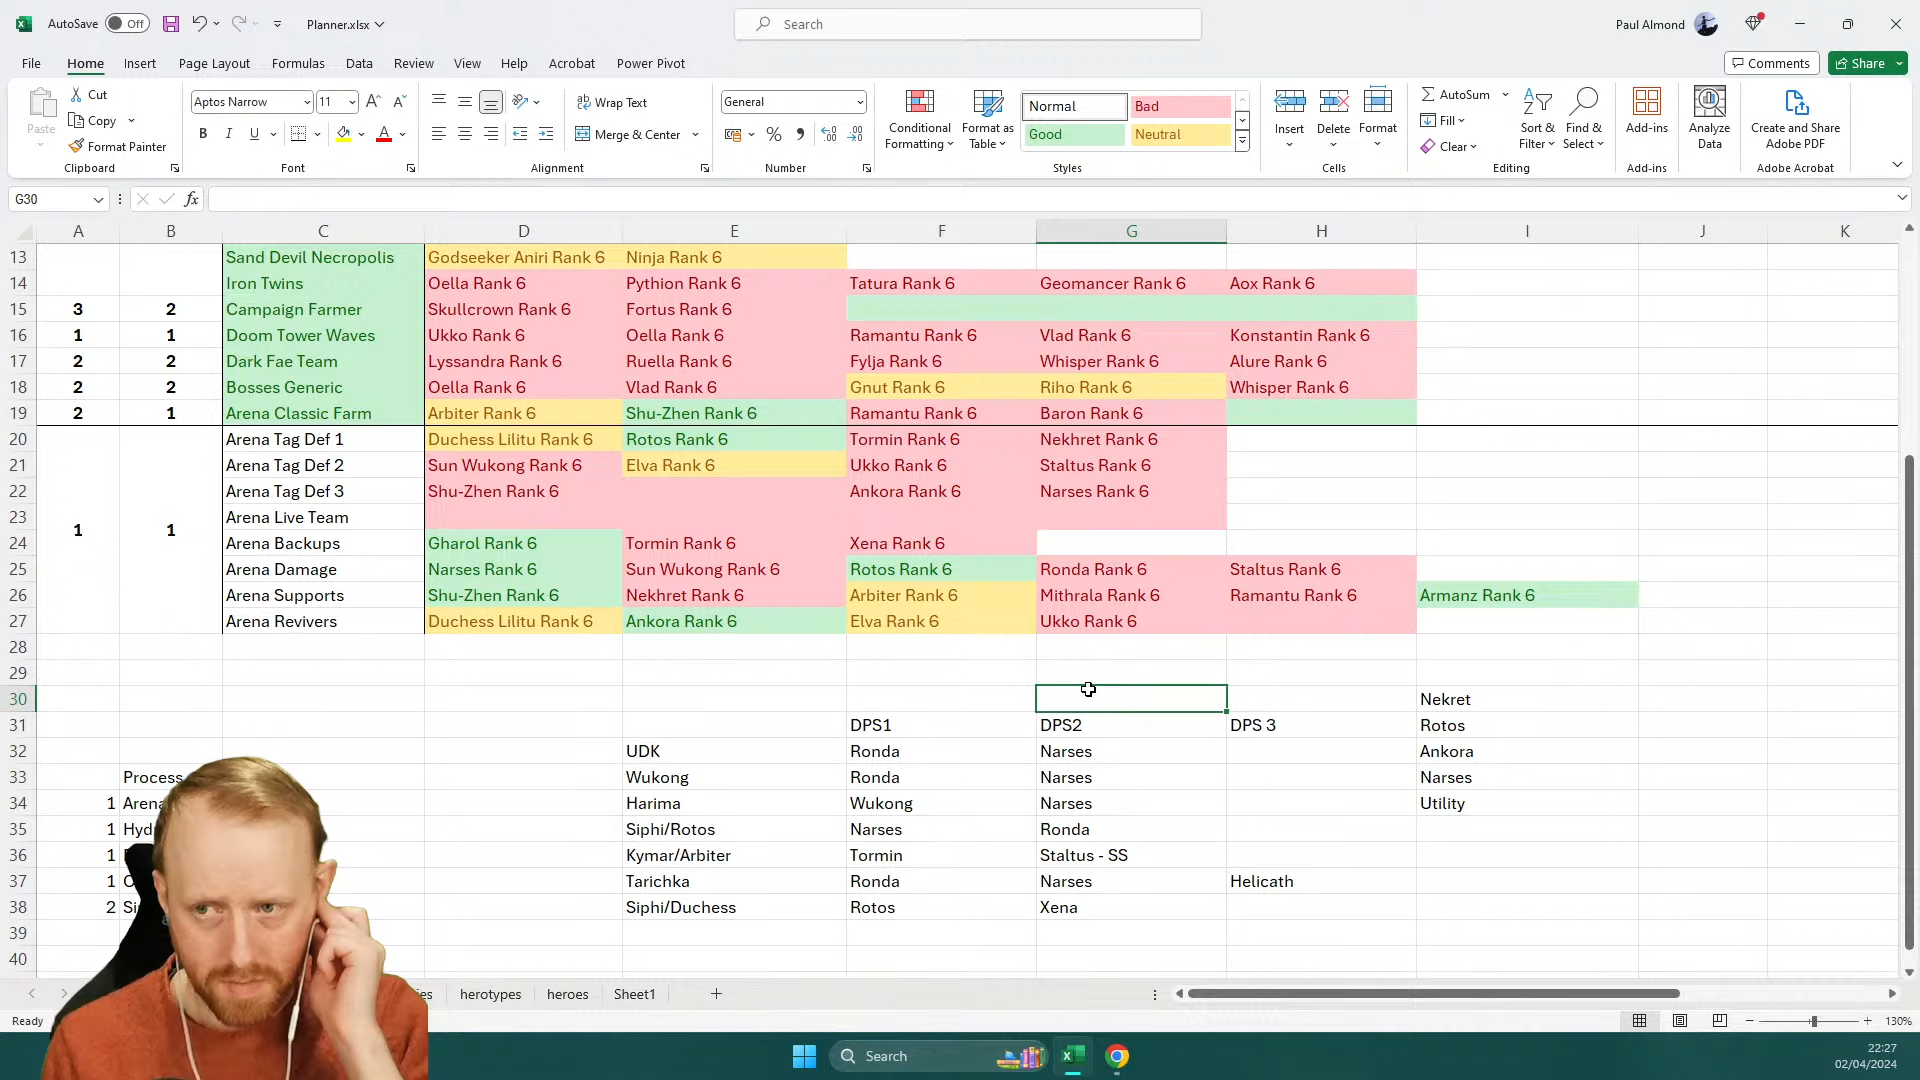 AutoSave Off Planner.xlsx Search Paul Almond
File Home Insert Page Layout Formulas Data Review View Help Acrobat Power Pivot Comments Share
Paste Cut Copy Format Painter
Aptos Narrow 11
B I U A
Wrap Text
Merge & Center
General
Conditional Formatting
Format as Table
Normal Bad
Good Neutral
Insert Delete Format
AutoSum
Fill
Clear
Sort & Filter
Find & Select
Add-ins
Analyze Data
Create and Share Adobe PDF
Clipboard Font Alignment Number Styles Cells Editing Add-ins Adobe Acrobat
G30 fx
A B C D E F G H I J K
13 Sand Devil Necropolis Godseeker Aniri Rank 6 Ninja Rank 6
14 Iron Twins Oella Rank 6 Pythion Rank 6 Tatura Rank 6 Geomancer Rank 6 Aox Rank 6
15 3 2 Campaign Farmer Skullcrown Rank 6 Fortus Rank 6
16 1 1 Doom Tower Waves Ukko Rank 6 Oella Rank 6 Ramantu Rank 6 Vlad Rank 6 Konstantin Rank 6
17 2 2 Dark Fae Team Lyssandra Rank 6 Ruella Rank 6 Fylja Rank 6 Whisper Rank 6 Alure Rank 6
18 2 2 Bosses Generic Oella Rank 6 Vlad Rank 6 Gnut Rank 6 Riho Rank 6 Whisper Rank 6
19 2 1 Arena Classic Farm Arbiter Rank 6 Shu-Zhen Rank 6 Ramantu Rank 6 Baron Rank 6
20 Arena Tag Def 1 Duchess Lilitu Rank 6 Rotos Rank 6 Tormin Rank 6 Nekhret Rank 6
21 Arena Tag Def 2 Sun Wukong Rank 6 Elva Rank 6 Ukko Rank 6 Staltus Rank 6
22 Arena Tag Def 3 Shu-Zhen Rank 6 Ankora Rank 6 Narses Rank 6
23 Arena Live Team
1 1
24 Arena Backups Gharol Rank 6 Tormin Rank 6 Xena Rank 6
25 Arena Damage Narses Rank 6 Sun Wukong Rank 6 Rotos Rank 6 Ronda Rank 6 Staltus Rank 6
26 Arena Supports Shu-Zhen Rank 6 Nekhret Rank 6 Arbiter Rank 6 Mithrala Rank 6 Ramantu Rank 6 Armanz Rank 6
27 Arena Revivers Duchess Lilitu Rank 6 Ankora Rank 6 Elva Rank 6 Ukko Rank 6
28
29
30 Nekret
31 DPS1 DPS2 DPS 3 Rotos
32 UDK Ronda Narses Ankora
33 Process Wukong Ronda Narses Narses
34 1 Arena Harima Wukong Narses Utility
35 1 Hyd Siphi/Rotos Narses Ronda
36 1 Kymar/Arbiter Tormin Staltus - SS
37 1 Tarichka Ronda Narses Helicath
38 2 Si Siphi/Duchess Rotos Xena
39
40
es herotypes heroes Sheet1
Ready 130%
Search
22:27
02/04/2024